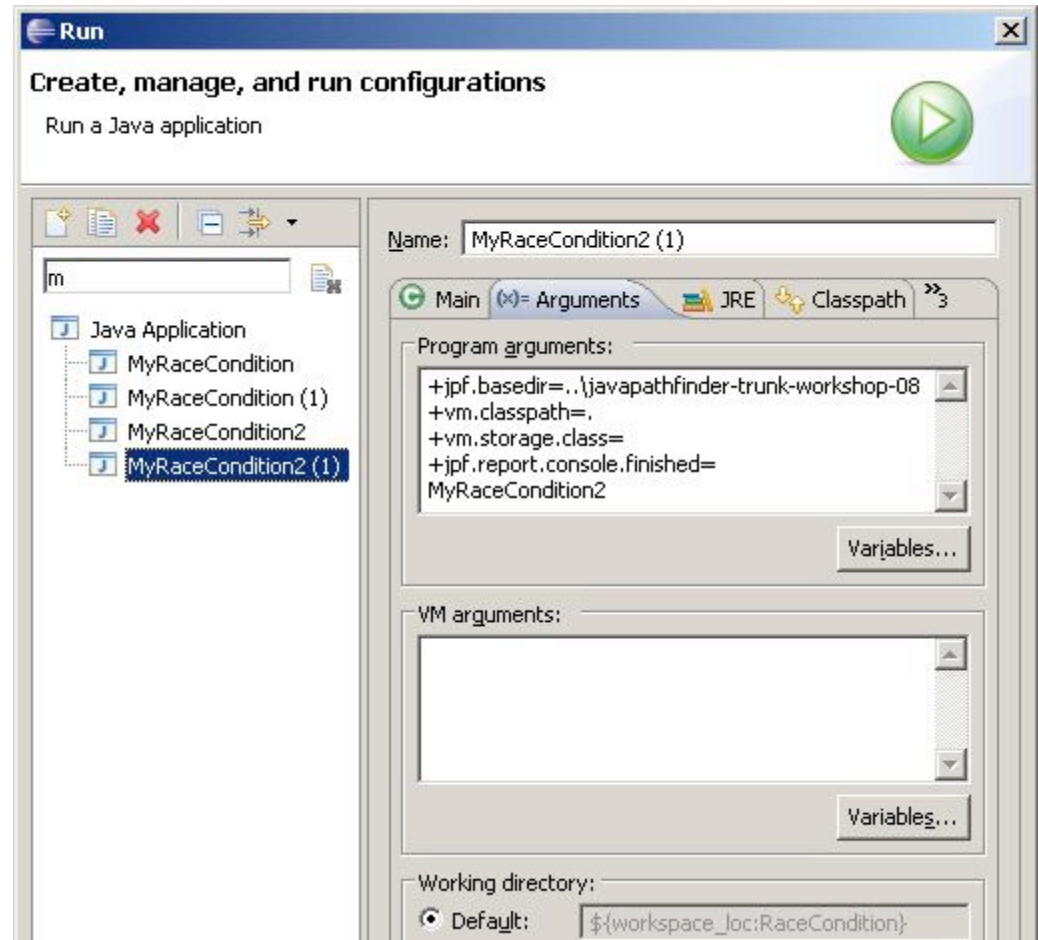 Run
Create, manage, and run configurations
Run a Java application
m
Java Application
MyRaceCondition
MyRaceCondition (1)
MyRaceCondition2
MyRaceCondition2 (1)
Name: MyRaceCondition2 (1)
Main (x)= Arguments JRE Classpath »3
Program arguments:
+jpf.basedir=..\javapathfinder-trunk-workshop-08
+vm.classpath=.
+vm.storage.class=
+jpf.report.console.finished=
MyRaceCondition2
Variables...
VM arguments:
Variables...
Working directory:
Default: ${workspace_loc:RaceCondition}